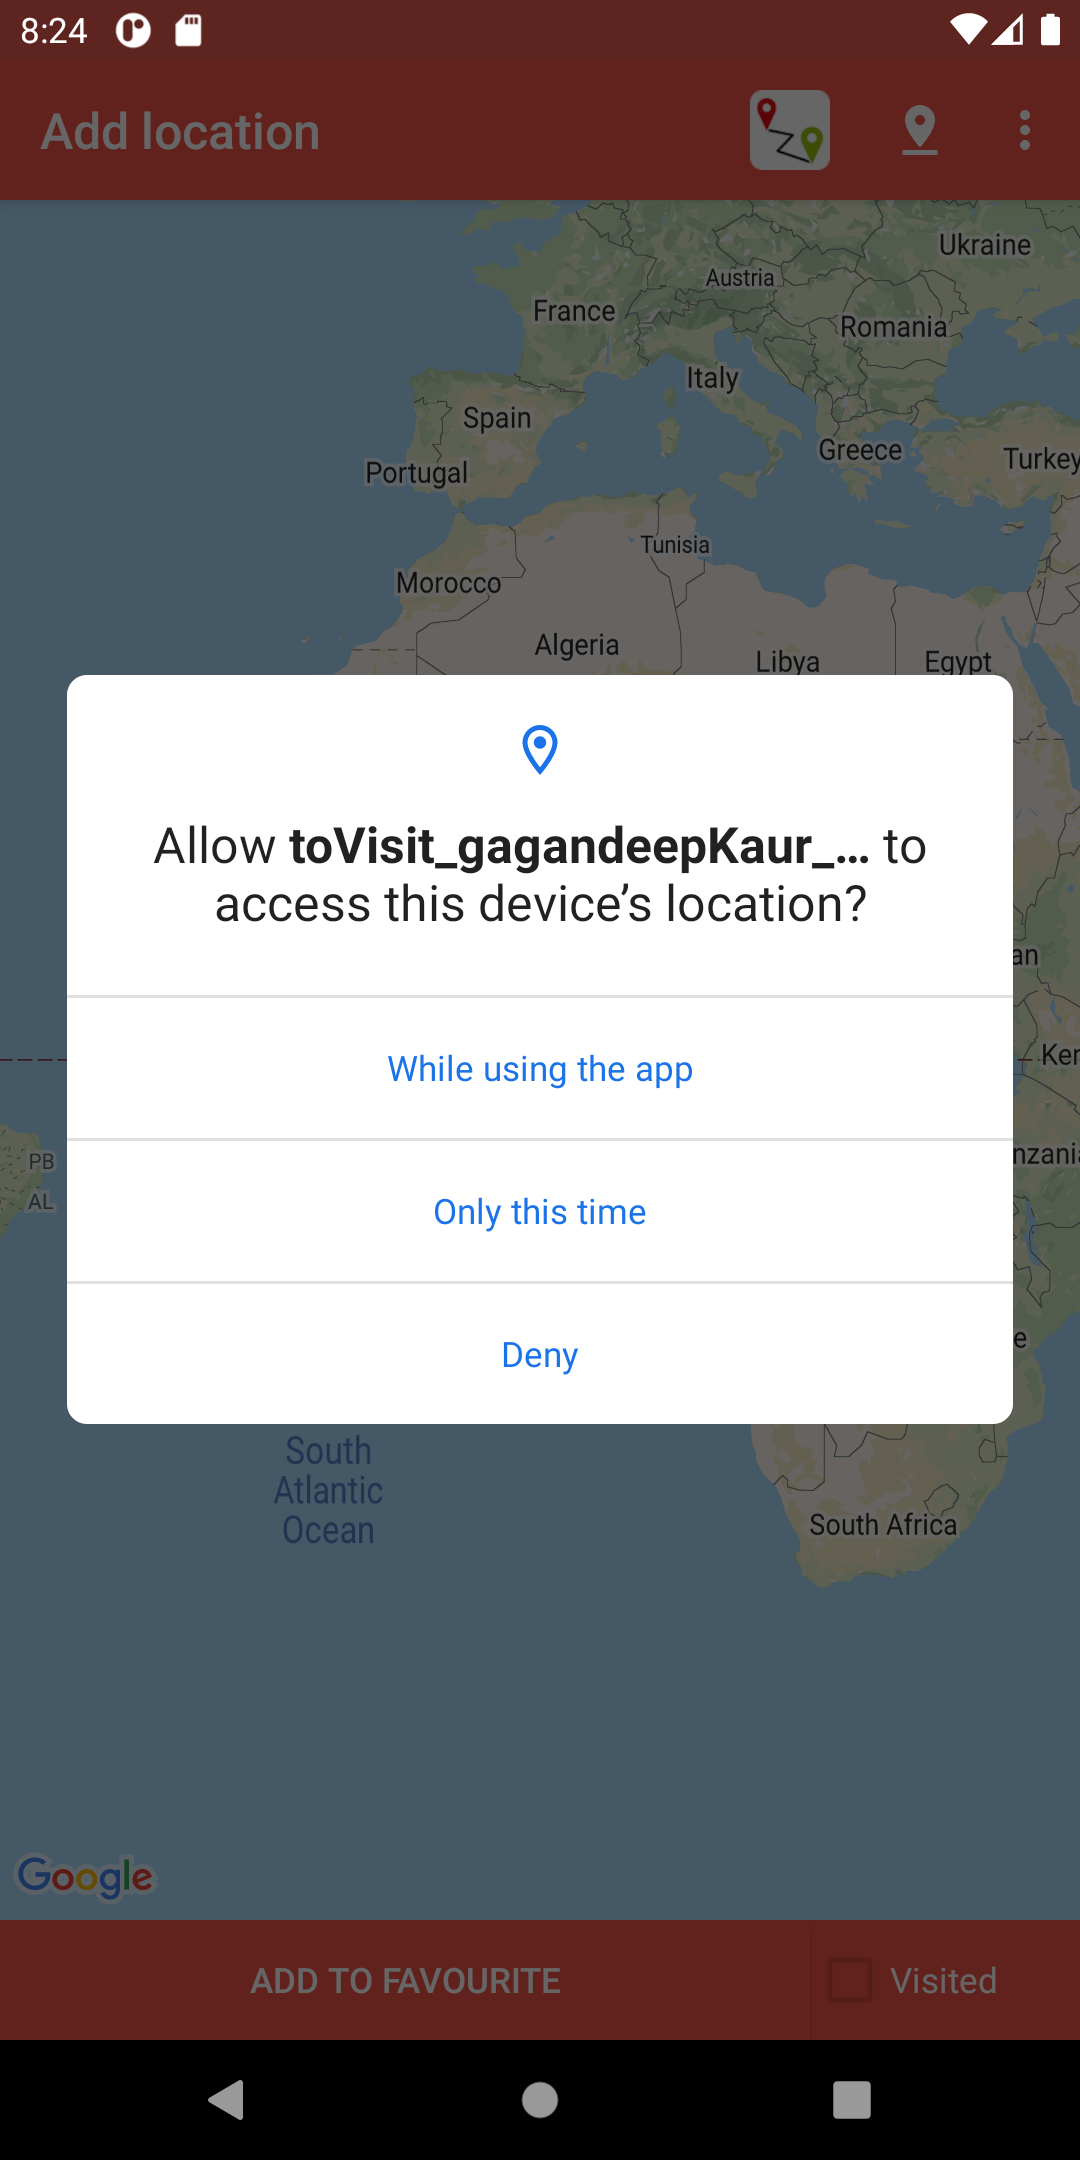 8:24
Add location
Ukraine
Austria
France
Romania
Italy
Spain
Greece
Turkey
Portugal
Tunisia
Morocco
Algeria
Libya
Egypt
Allow toVisit_gagandeepKaur_... to
access this device’s location?
an
Ker
While using the app
nzani
PB
AL
Only this time
e
Deny
South
Atlantic
Ocean
South Africa
Google
ADD TO FAVOURITE
Visited